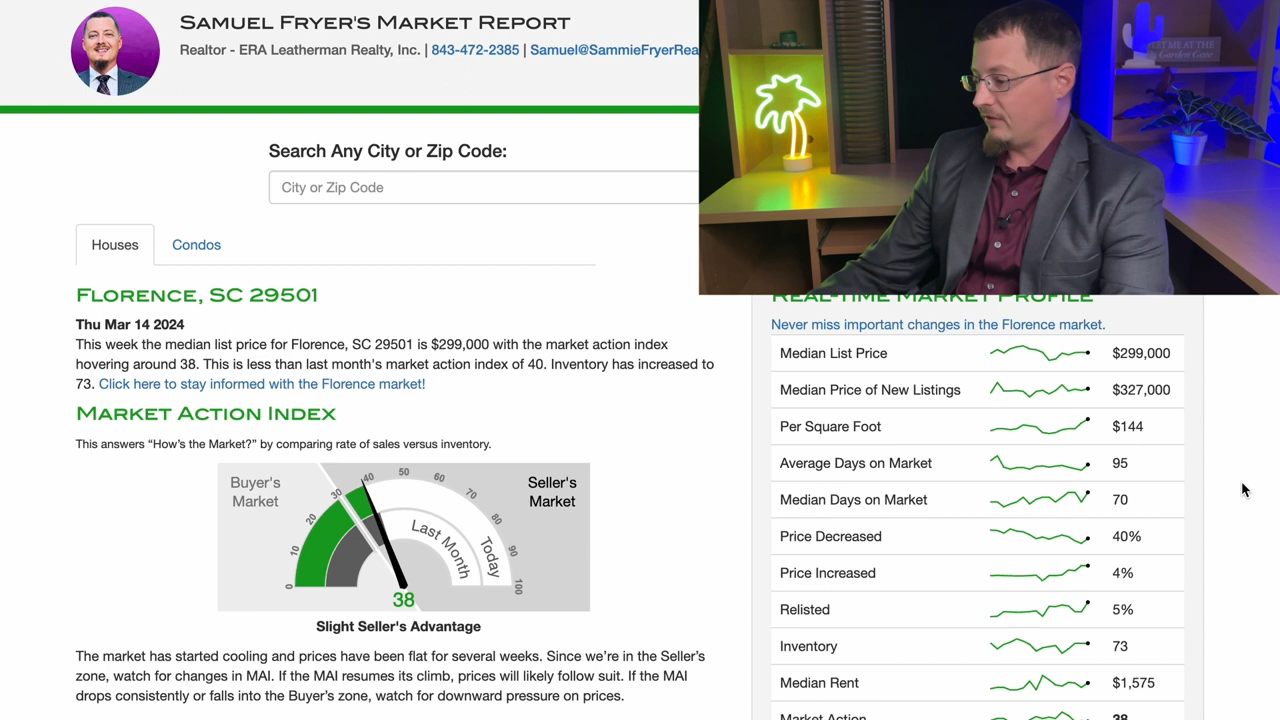 SAMUEL FRYER'S MARKET REPORT
Realtor - ERA Leatherman Realty, Inc. | 843-472-2385 | Samuel@SammieFryerRea
Search Any City or Zip Code:
City or Zip Code
Houses
Condos
FLORENCE, SC 29501
Thu Mar 14 2024
This week the median list price for Florence, SC 29501 is $299,000 with the market action index
hovering around 38. This is less than last month's market action index of 40. Inventory has increased to
73. Click here to stay informed with the Florence market!
MARKET ACTION INDEX
This answers “How's the Market?” by comparing rate of sales versus inventory.
Buyer's
Market
Seller's
Market
0
10
20
30
40
50
60
70
80
90
100
Last Month
Today
38
Slight Seller's Advantage
The market has started cooling and prices have been flat for several weeks. Since we’re in the Seller’s
zone, watch for changes in MAI. If the MAI resumes its climb, prices will likely follow suit. If the MAI
drops consistently or falls into the Buyer’s zone, watch for downward pressure on prices.
REAL-TIME MARKET PROFILE
Never miss important changes in the Florence market.
Median List Price $299,000
Median Price of New Listings $327,000
Per Square Foot $144
Average Days on Market 95
Median Days on Market 70
Price Decreased 40%
Price Increased 4%
Relisted 5%
Inventory 73
Median Rent $1,575
Market Action 38